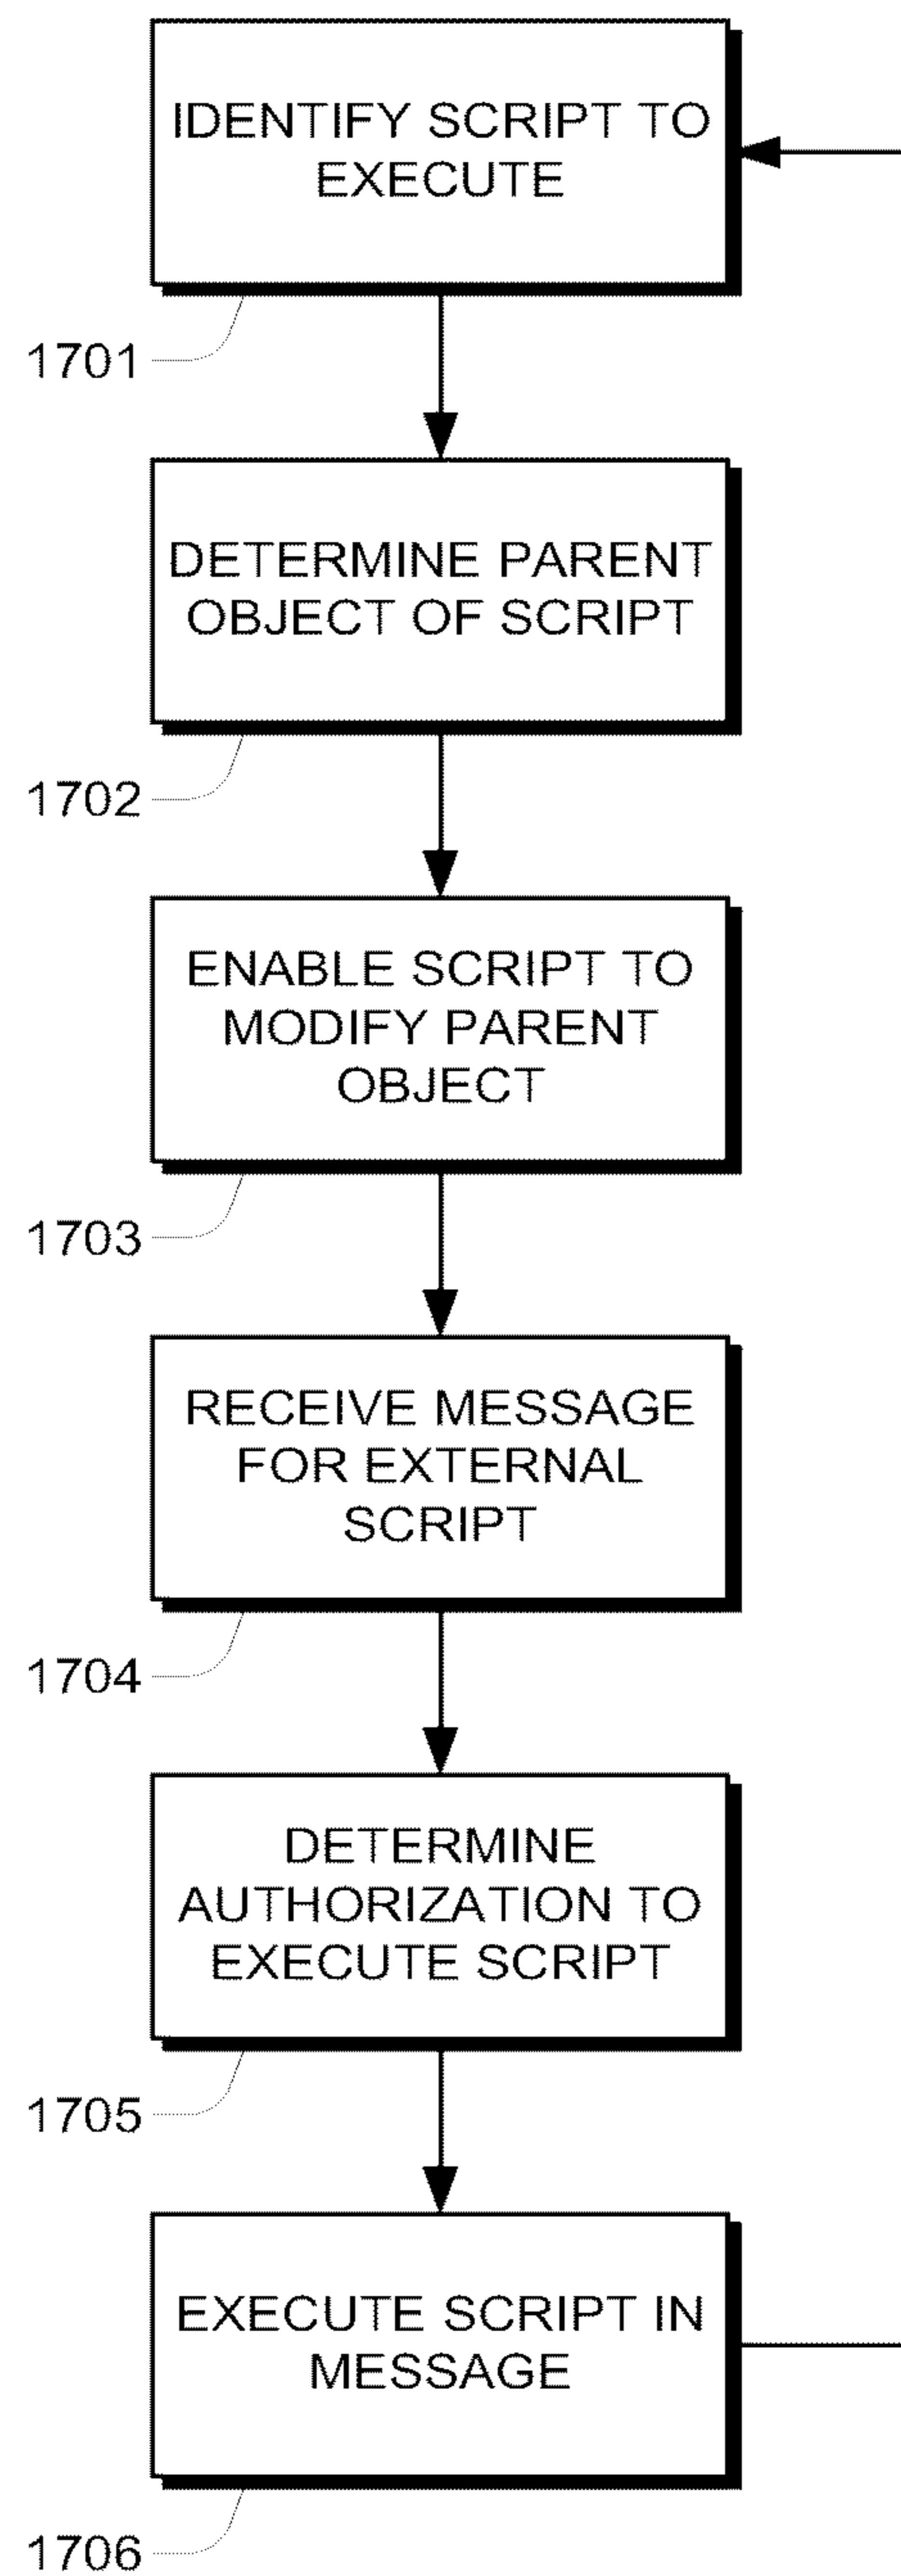 IDENTIFY SCRIPT TO
EXECUTE
1701
DETERMINE PARENT
OBJECT OF SCRIPT
1702
ENABLE SCRIPT TO
MODIFY PARENT
OBJECT
1703
RECEIVE MESSAGE
FOR EXTERNAL
SCRIPT
1704
DETERMINE
AUTHORIZATION TO
EXECUTE SCRIPT
1705
EXECUTE SCRIPT IN
MESSAGE
1706